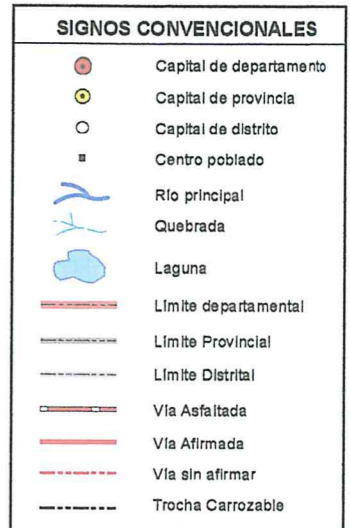 SIGNOS CONVENCIONALES
Capital de departamento
Capital de provincia
Capital de distrito
Centro poblado
Río principal
Quebrada
Laguna
Límite departamental
Límite Provincial
Límite Distrital
Vía Asfaltada
Vía Afirmada
Vía sin afirmar
Trocha Carrozable